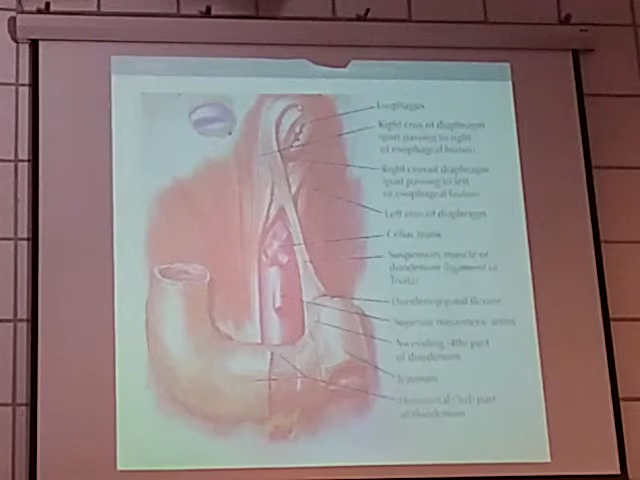 Esophagus
Right crus of diaphragm
(part passing to right
of esophageal hiatus)
Right crus of diaphragm
(part passing to left
of esophageal hiatus)
Left crus of diaphragm
Celiac trunk
Suspensory muscle of
duodenum (ligament of
Treitz)
Duodenojejunal flexure
Superior mesenteric artery
Ascending (4th) part
of duodenum
Jejunum
Horizontal (3rd) part
of duodenum